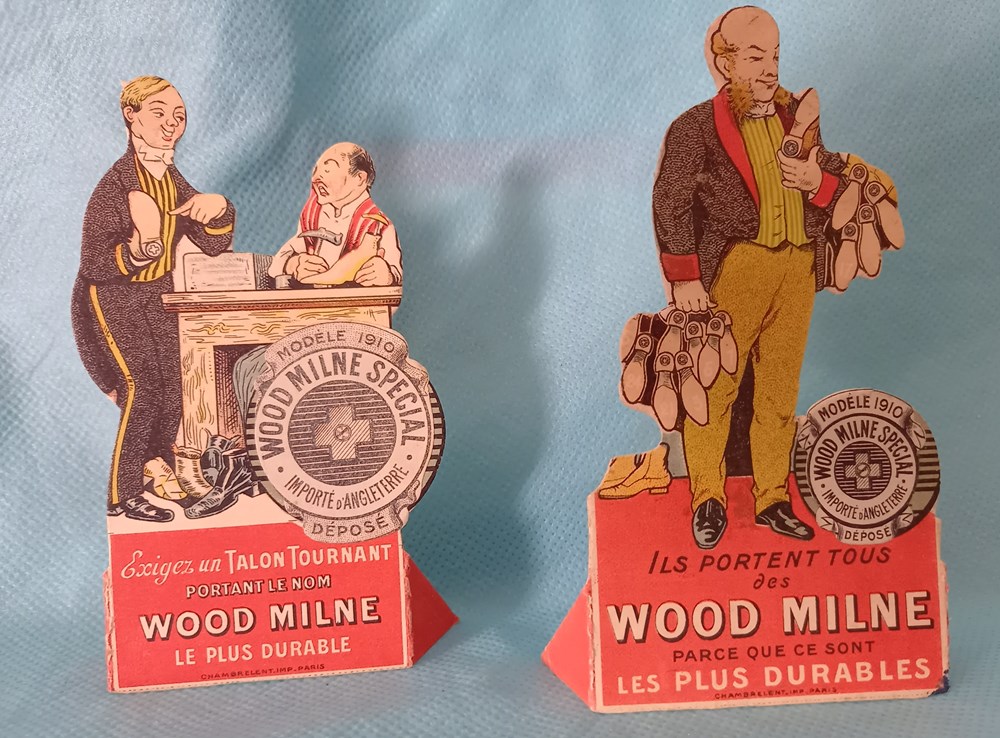 MODÈLE 1910
WOOD MILNE SPECIAL
IMPORTÉ D'ANGLETERRE
DÉPOSÉ
Exigez un TALON TOURNANT
PORTANT LE NOM
WOOD MILNE
LE PLUS DURABLE
CHAMBRELENT.IMP.PARIS
MODÈLE 1910
WOOD MILNE SPECIAL
IMPORTÉ D'ANGLETERRE
DÉPOSÉ
ILS PORTENT TOUS
des
WOOD MILNE
PARCE QUE CE SONT
LES PLUS DURABLES
CHAMBRELENT.IMP.PARIS